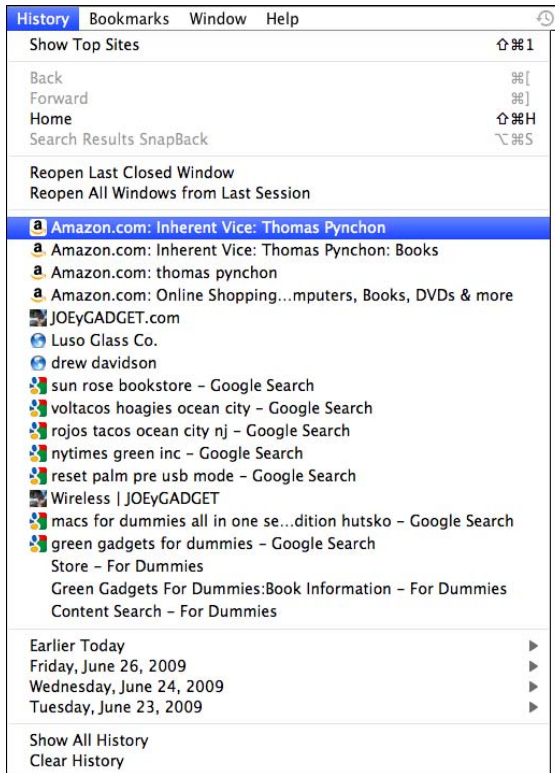 History Bookmarks Window Help
Show Top Sites ⇧⌘1
Back ⌘[
Forward ⌘]
Home ⇧⌘H
Search Results SnapBack ⌥⌘S
Reopen Last Closed Window
Reopen All Windows from Last Session
Amazon.com: Inherent Vice: Thomas Pynchon
Amazon.com: Inherent Vice: Thomas Pynchon: Books
Amazon.com: thomas pynchon
Amazon.com: Online Shopping...mputers, Books, DVDs & more
JOEyGADGET.com
Luso Glass Co.
drew davidson
sun rose bookstore – Google Search
voltacos hoagies ocean city – Google Search
rojos tacos ocean city nj – Google Search
nytimes green inc – Google Search
reset palm pre usb mode – Google Search
Wireless | JOEyGADGET
macs for dummies all in one se...dition hutsko – Google Search
green gadgets for dummies – Google Search
Store – For Dummies
Green Gadgets For Dummies:Book Information – For Dummies
Content Search – For Dummies
Earlier Today
Friday, June 26, 2009
Wednesday, June 24, 2009
Tuesday, June 23, 2009
Show All History
Clear History